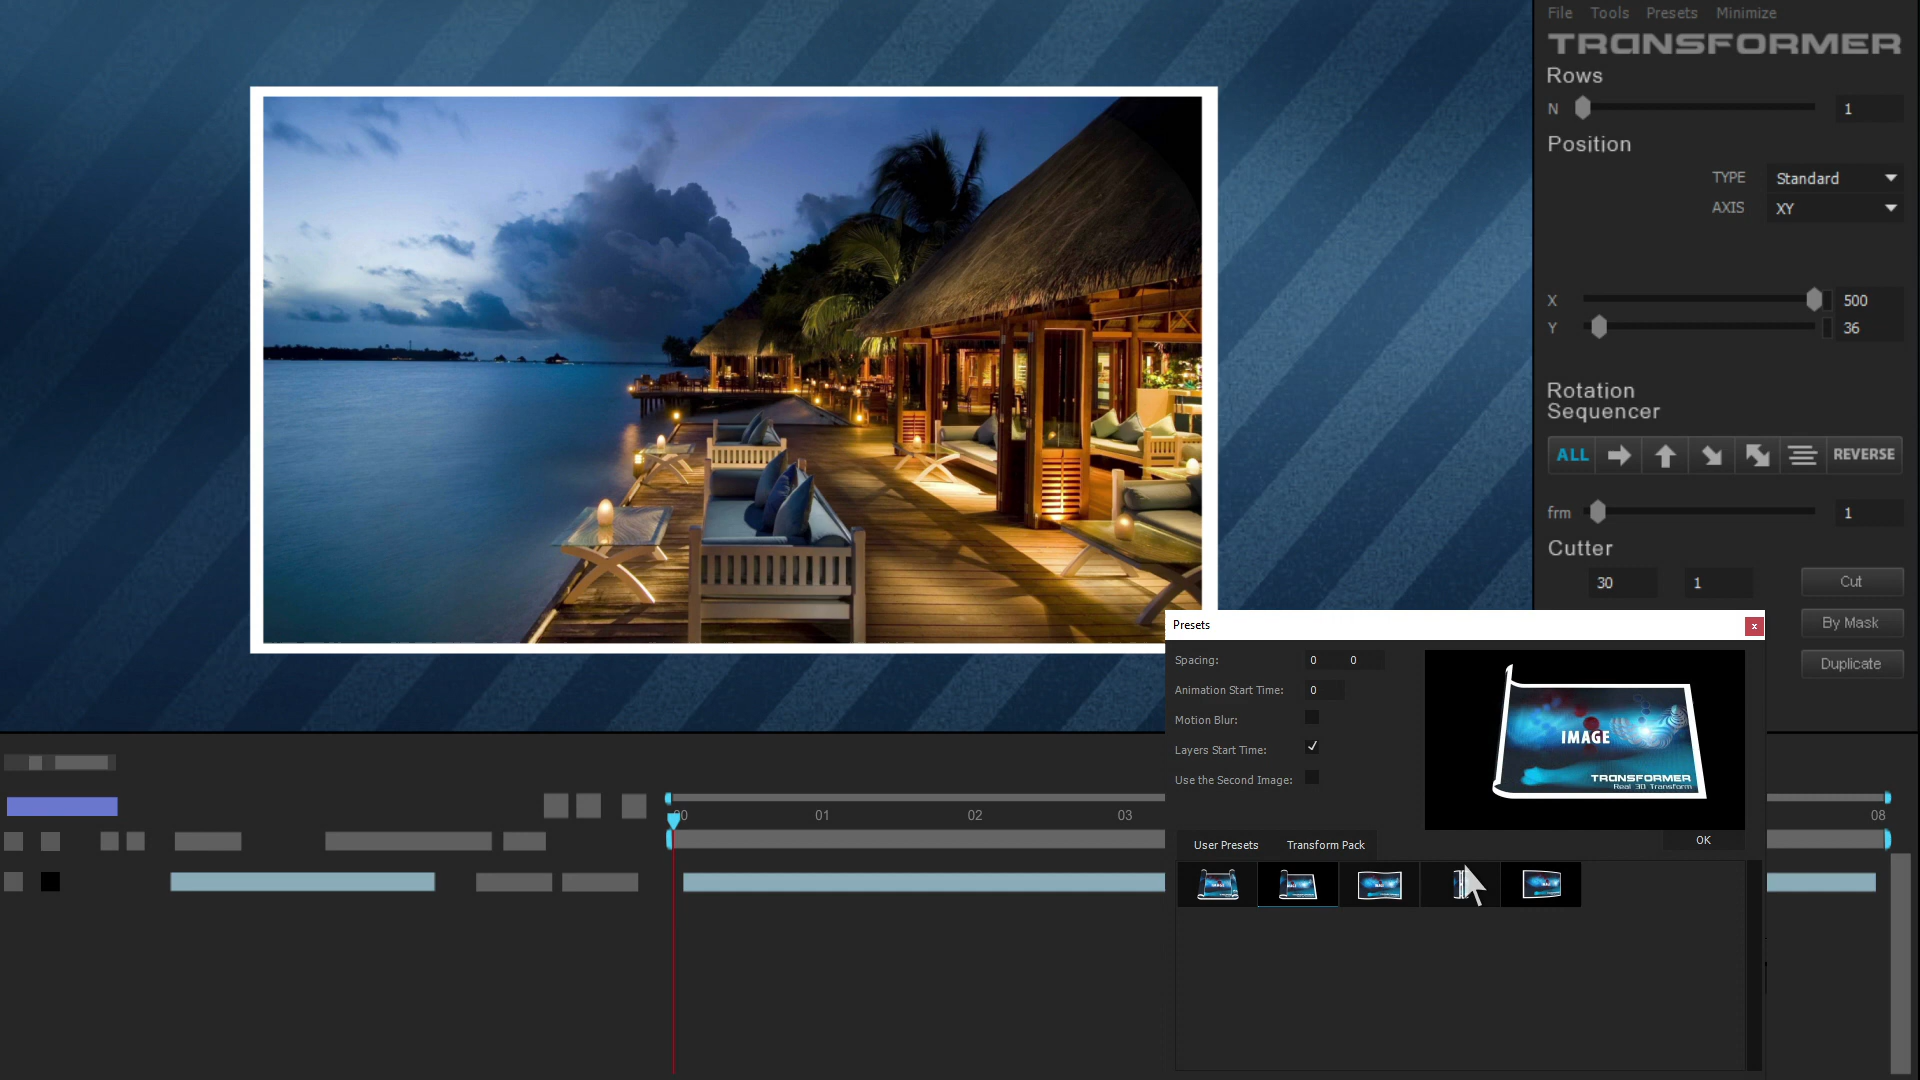 File Tools Presets Minimize
TRANSFORMER
Rows
N 1
Position
TYPE Standard
AXIS XY
X 500
Y 36
Rotation
Sequencer
ALL REVERSE
frm 1
Cutter
30 1 Cut
By Mask
Duplicate
Presets x
Spacing: 0 0
Animation Start Time: 0
Motion Blur:
Layers Start Time:
Use the Second Image:
IMAGE
TRANSFORMER
Real 3D Transform
OK
User Presets Transform Pack
00 01 02 03 08